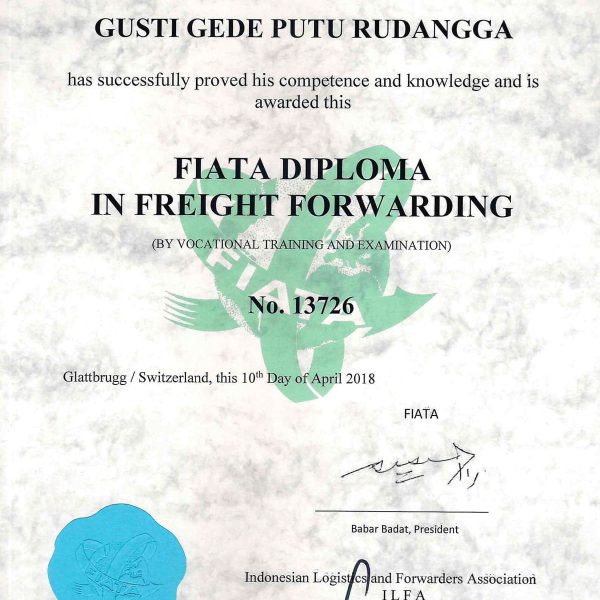 GUSTI GEDE PUTU RUDANGGA
has successfully proved his competence and knowledge and is
awarded this
FIATA DIPLOMA
IN FREIGHT FORWARDING
(BY VOCATIONAL TRAINING AND EXAMINATION)
FIATA
No. 13726
Glattbrugg / Switzerland, this 10th Day of April 2018
FIATA
Babar Badat, President
Indonesian Logistics and Forwarders Association
ILFA